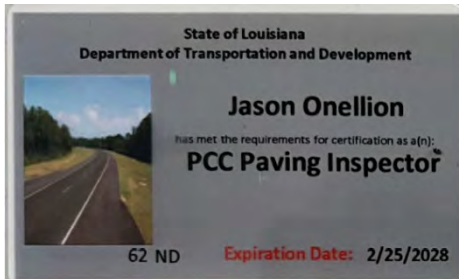 State of Louisiana
Department of Transportation and Development
Jason Onellion
has met the requirements for certification as a(n):
PCC Paving Inspector
62 ND
Expiration Date: 2/25/2028